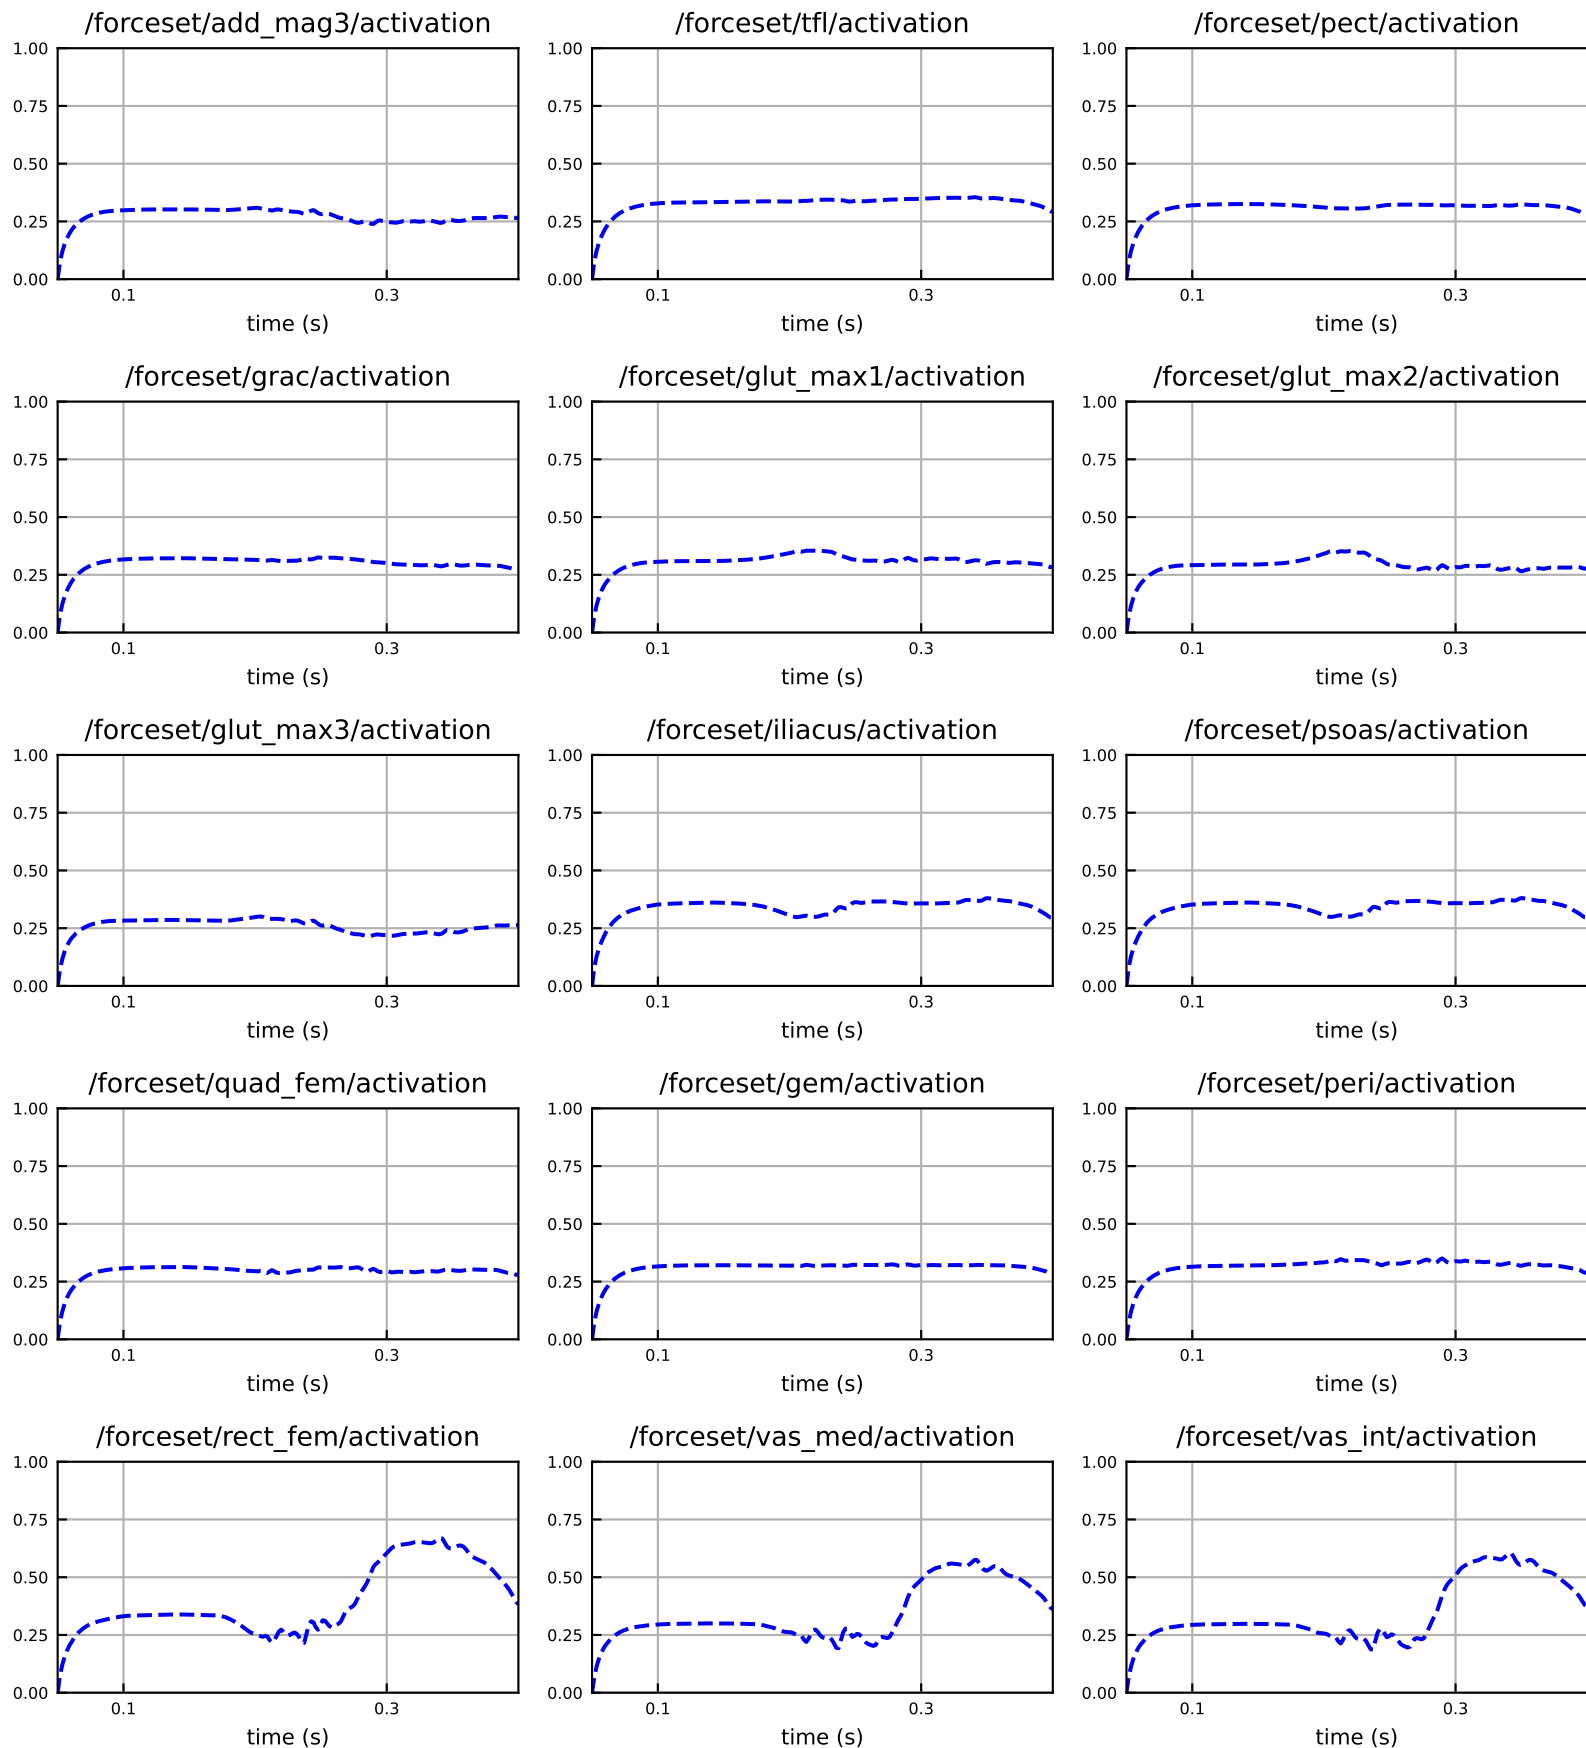 /forceset/add_mag3/activation /forceset/tfl/activation /forceset/pect/activation
1.00 1.00 1.00
0.75 0.75 0.75
0.50 0.50 0.50
0.25 0.25 0.25
0.00 0.00 0.00
0.1 0.3 0.1 0.3 0.1 0.3
time (s) time (s) time (s)
/forceset/grac/activation /forceset/glut_max1/activation /forceset/glut_max2/activation
1.00 1.00 1.00
0.75 0.75 0.75
0.50 0.50 0.50
0.25 0.25 0.25
0.00 0.00 0.00
0.1 0.3 0.1 0.3 0.1 0.3
time (s) time (s) time (s)
/forceset/glut_max3/activation /forceset/iliacus/activation /forceset/psoas/activation
1.00 1.00 1.00
0.75 0.75 0.75
0.50 0.50 0.50
0.25 0.25 0.25
0.00 0.00 0.00
0.1 0.3 0.1 0.3 0.1 0.3
time (s) time (s) time (s)
/forceset/quad_fem/activation /forceset/gem/activation /forceset/peri/activation
1.00 1.00 1.00
0.75 0.75 0.75
0.50 0.50 0.50
0.25 0.25 0.25
0.00 0.00 0.00
0.1 0.3 0.1 0.3 0.1 0.3
time (s) time (s) time (s)
/forceset/rect_fem/activation /forceset/vas_med/activation /forceset/vas_int/activation
1.00 1.00 1.00
0.75 0.75 0.75
0.50 0.50 0.50
0.25 0.25 0.25
0.00 0.00 0.00
0.1 0.3 0.1 0.3 0.1 0.3
time (s) time (s) time (s)